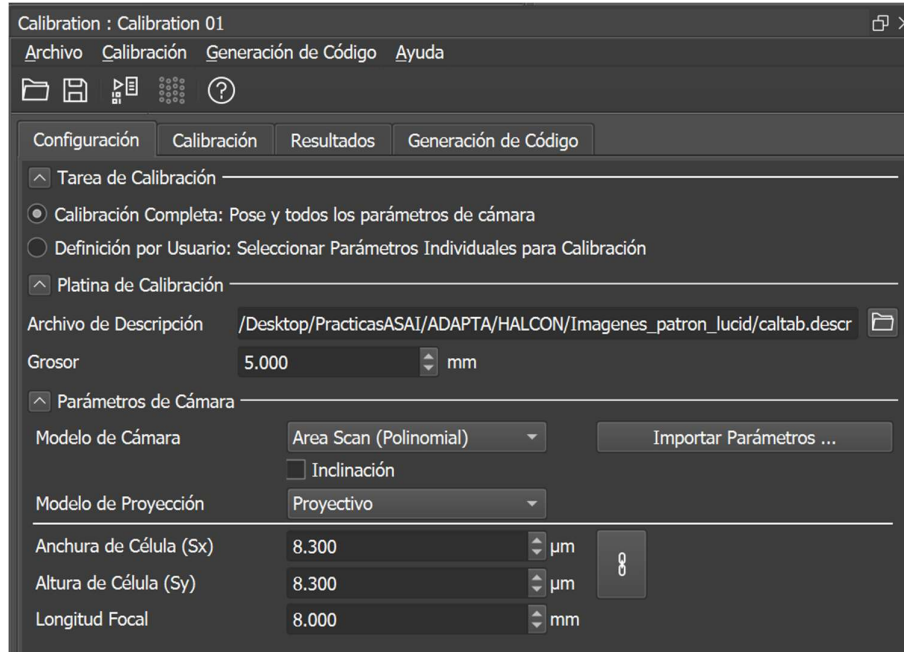 Calibration : Calibration 01
Archivo Calibración Generación de Código Ayuda
Configuración Calibración Resultados Generación de Código
Tarea de Calibración
Calibración Completa: Pose y todos los parámetros de cámara
Definición por Usuario: Seleccionar Parámetros Individuales para Calibración
Platina de Calibración
Archivo de Descripción /Desktop/PracticasASAI/ADAPTA/HALCON/Imagenes_patron_lucid/caltab.descr
Grosor 5.000 mm
Parámetros de Cámara
Modelo de Cámara Area Scan (Polinomial) Importar Parámetros ...
Inclinación
Modelo de Proyección Proyectivo
Anchura de Célula (Sx) 8.300 µm
Altura de Célula (Sy) 8.300 µm
Longitud Focal 8.000 mm